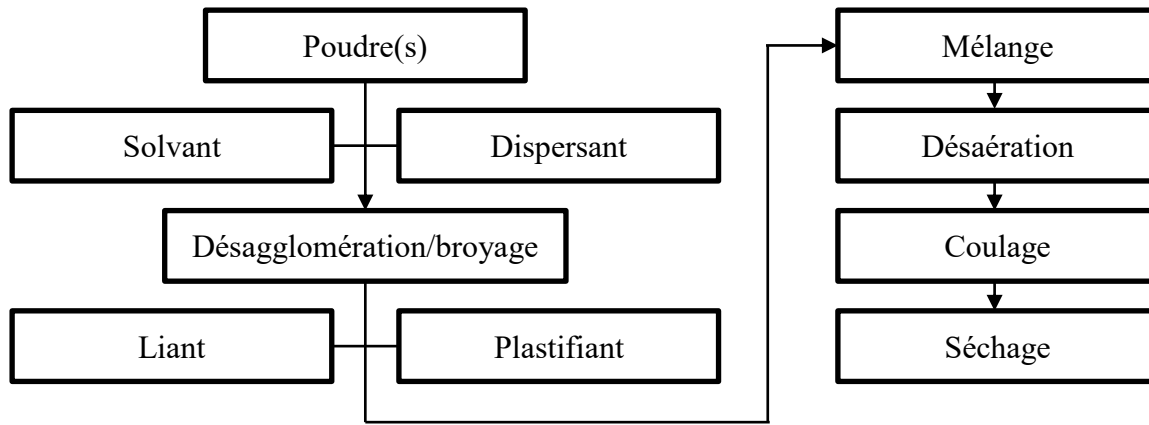 Poudre(s)
Solvant
Dispersant
Désagglomération/broyage
Liant
Plastifiant
Mélange
Désaération
Coulage
Séchage